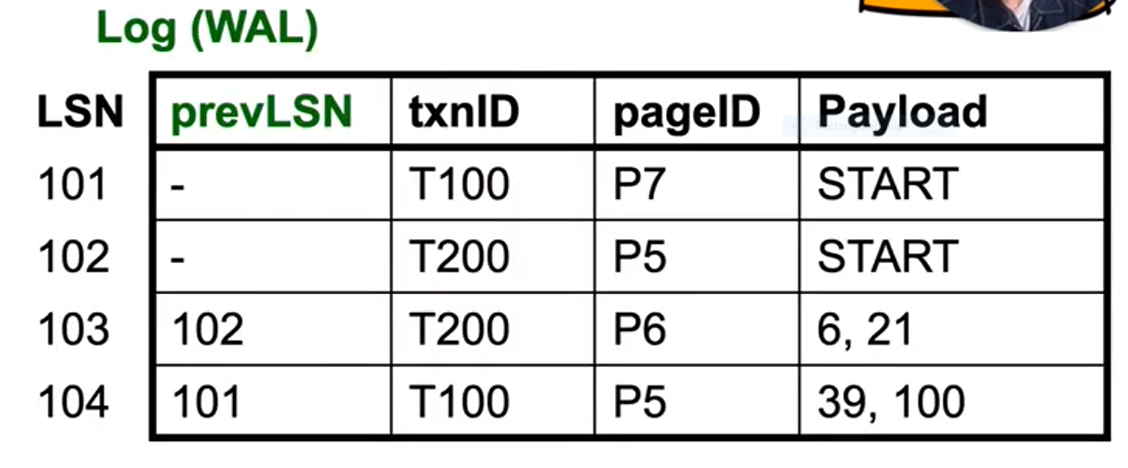 Log (WAL)
LSN prevLSN txnID pageID Payload
101 - T100 P7 START
102 - T200 P5 START
103 102 T200 P6 6, 21
104 101 T100 P5 39, 100